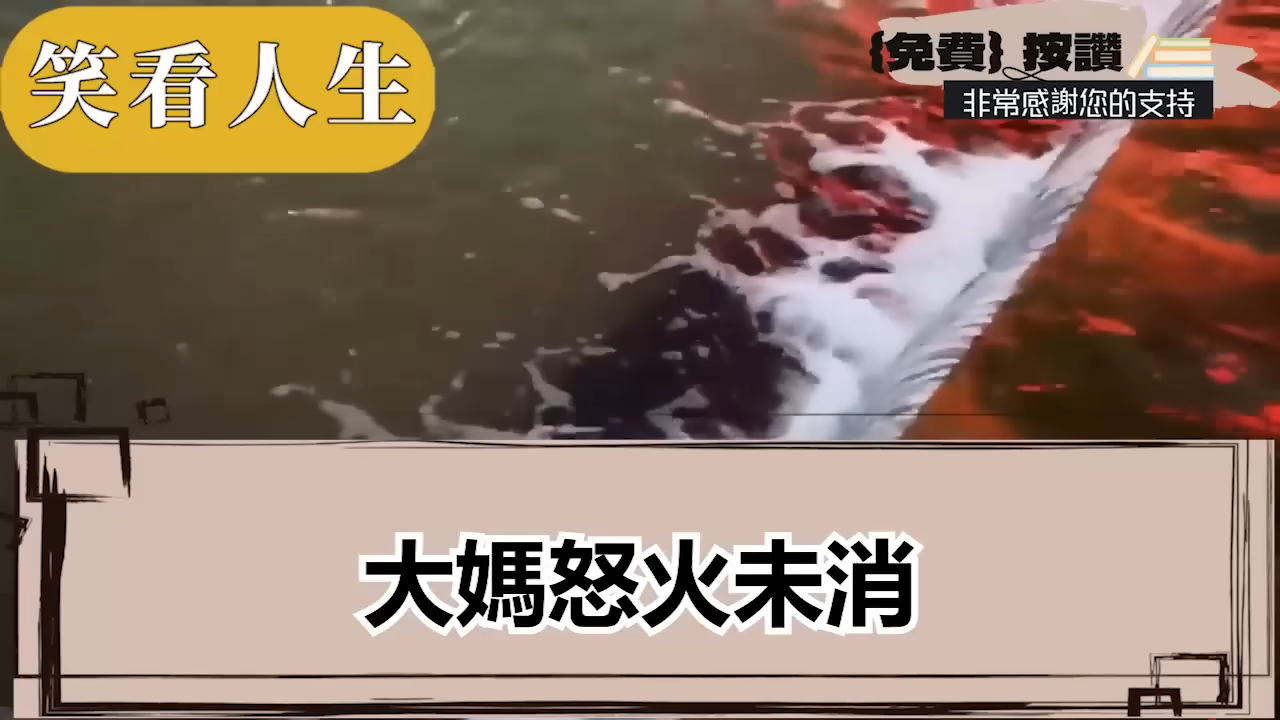 笑看人生
{免費} 按讚
非常感謝您的支持
大媽怒火未消